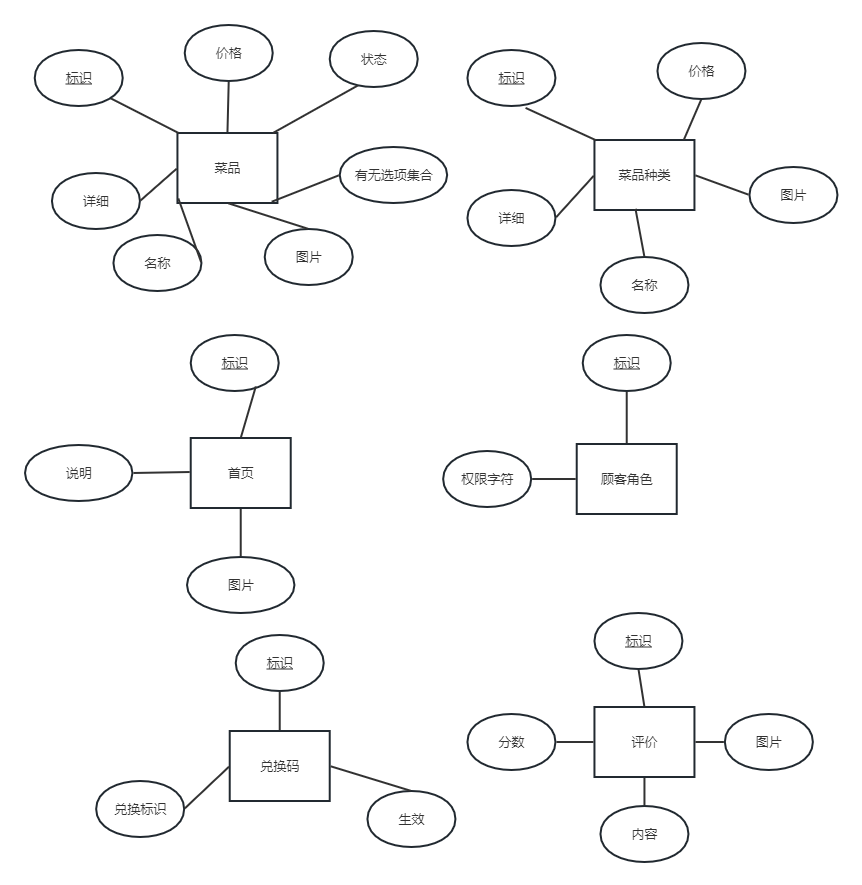 标识
价格
状态
菜品
有无选项集合
详细
名称
图片
标识
价格
菜品种类
图片
详细
名称
标识
说明
首页
图片
标识
权限字符
顾客角色
标识
兑换码
兑换标识
生效
标识
分数
评价
图片
内容